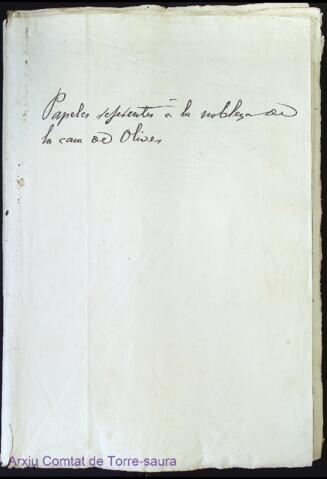 Papeles referentes á la nobleza de
la casa de Olives
Arxiu Comtat de Torre-saura